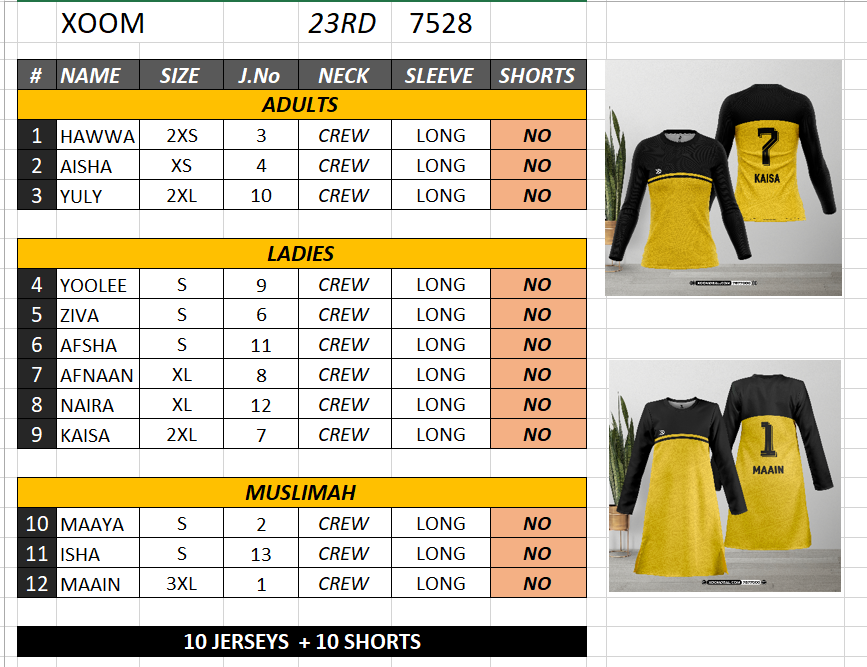 XOOM 23RD 7528
# NAME SIZE J.No NECK SLEEVE SHORTS
ADULTS
1 HAWWA 2XS 3 CREW LONG NO
2 AISHA XS 4 CREW LONG NO
3 YULY 2XL 10 CREW LONG NO
LADIES
4 YOOLEE S 9 CREW LONG NO
5 ZIVA S 6 CREW LONG NO
6 AFSHA S 11 CREW LONG NO
7 AFNAAN XL 8 CREW LONG NO
8 NAIRA XL 12 CREW LONG NO
9 KAISA 2XL 7 CREW LONG NO
MUSLIMAH
10 MAAYA S 2 CREW LONG NO
11 ISHA S 13 CREW LONG NO
12 MAAIN 3XL 1 CREW LONG NO
10 JERSEYS + 10 SHORTS
7
KAISA
1
MAAIN